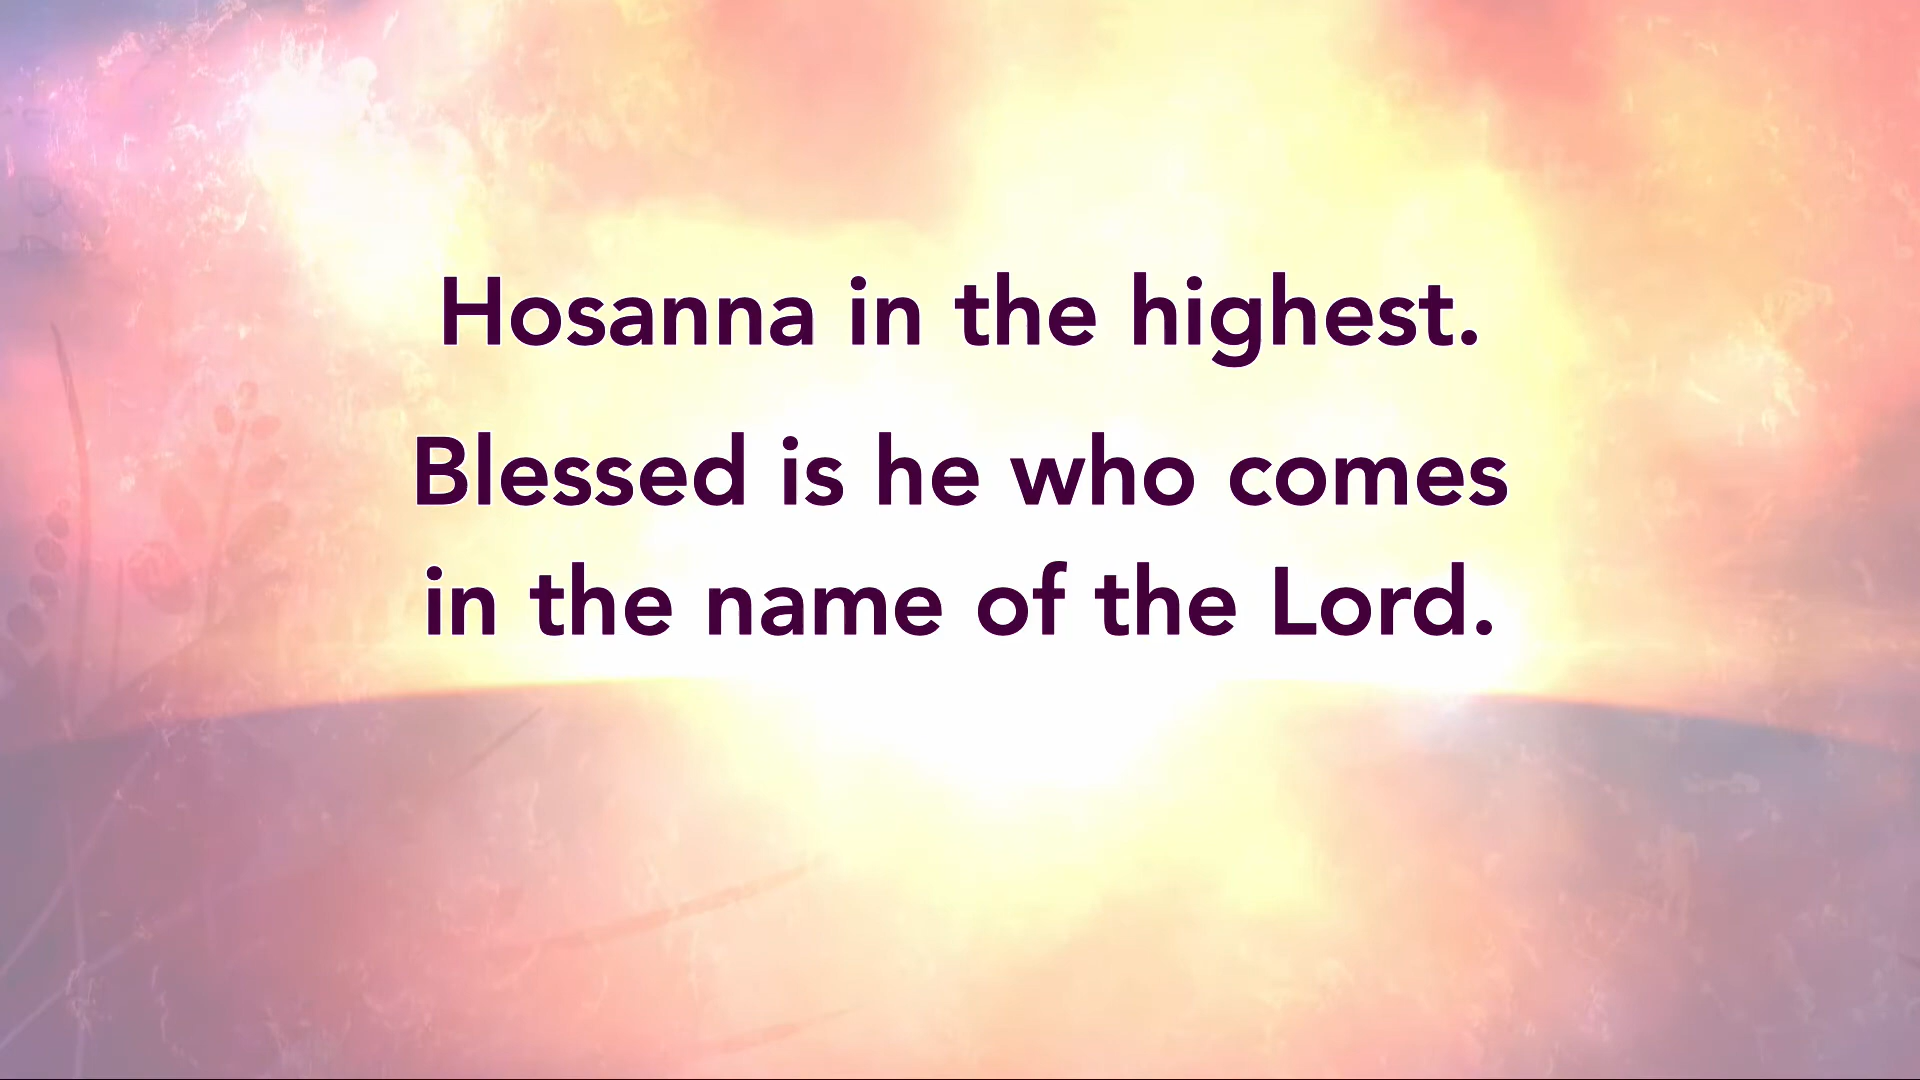 Hosanna in the highest.
Blessed is he who comes
in the name of the Lord.